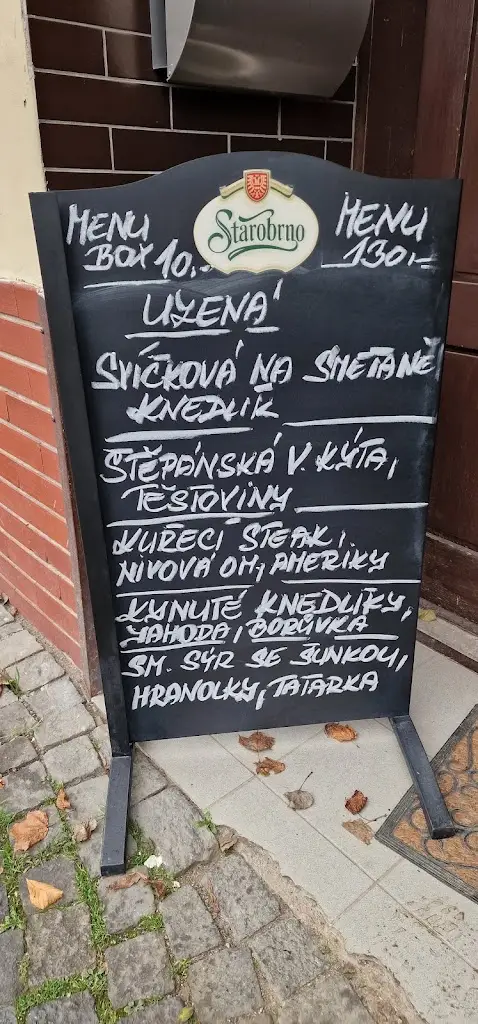 MENU
BOX 10,-
Starobrno
MENU
130,-
UZENÁ
SVÍČKOVÁ NA SMETANĚ
KNEDLÍK
ŠTĚPÁNSKÁ V. KÝTA,
TĚSTOVINY
KUŘECÍ STEAK,
NIVOVÁ OM, AMERIKY
KYNUTÉ KNEDLÍKY,
JAHODA, BORŮVKA
SM. SÝR SE ŠUNKOU,
HRANOLKY, TATARKA